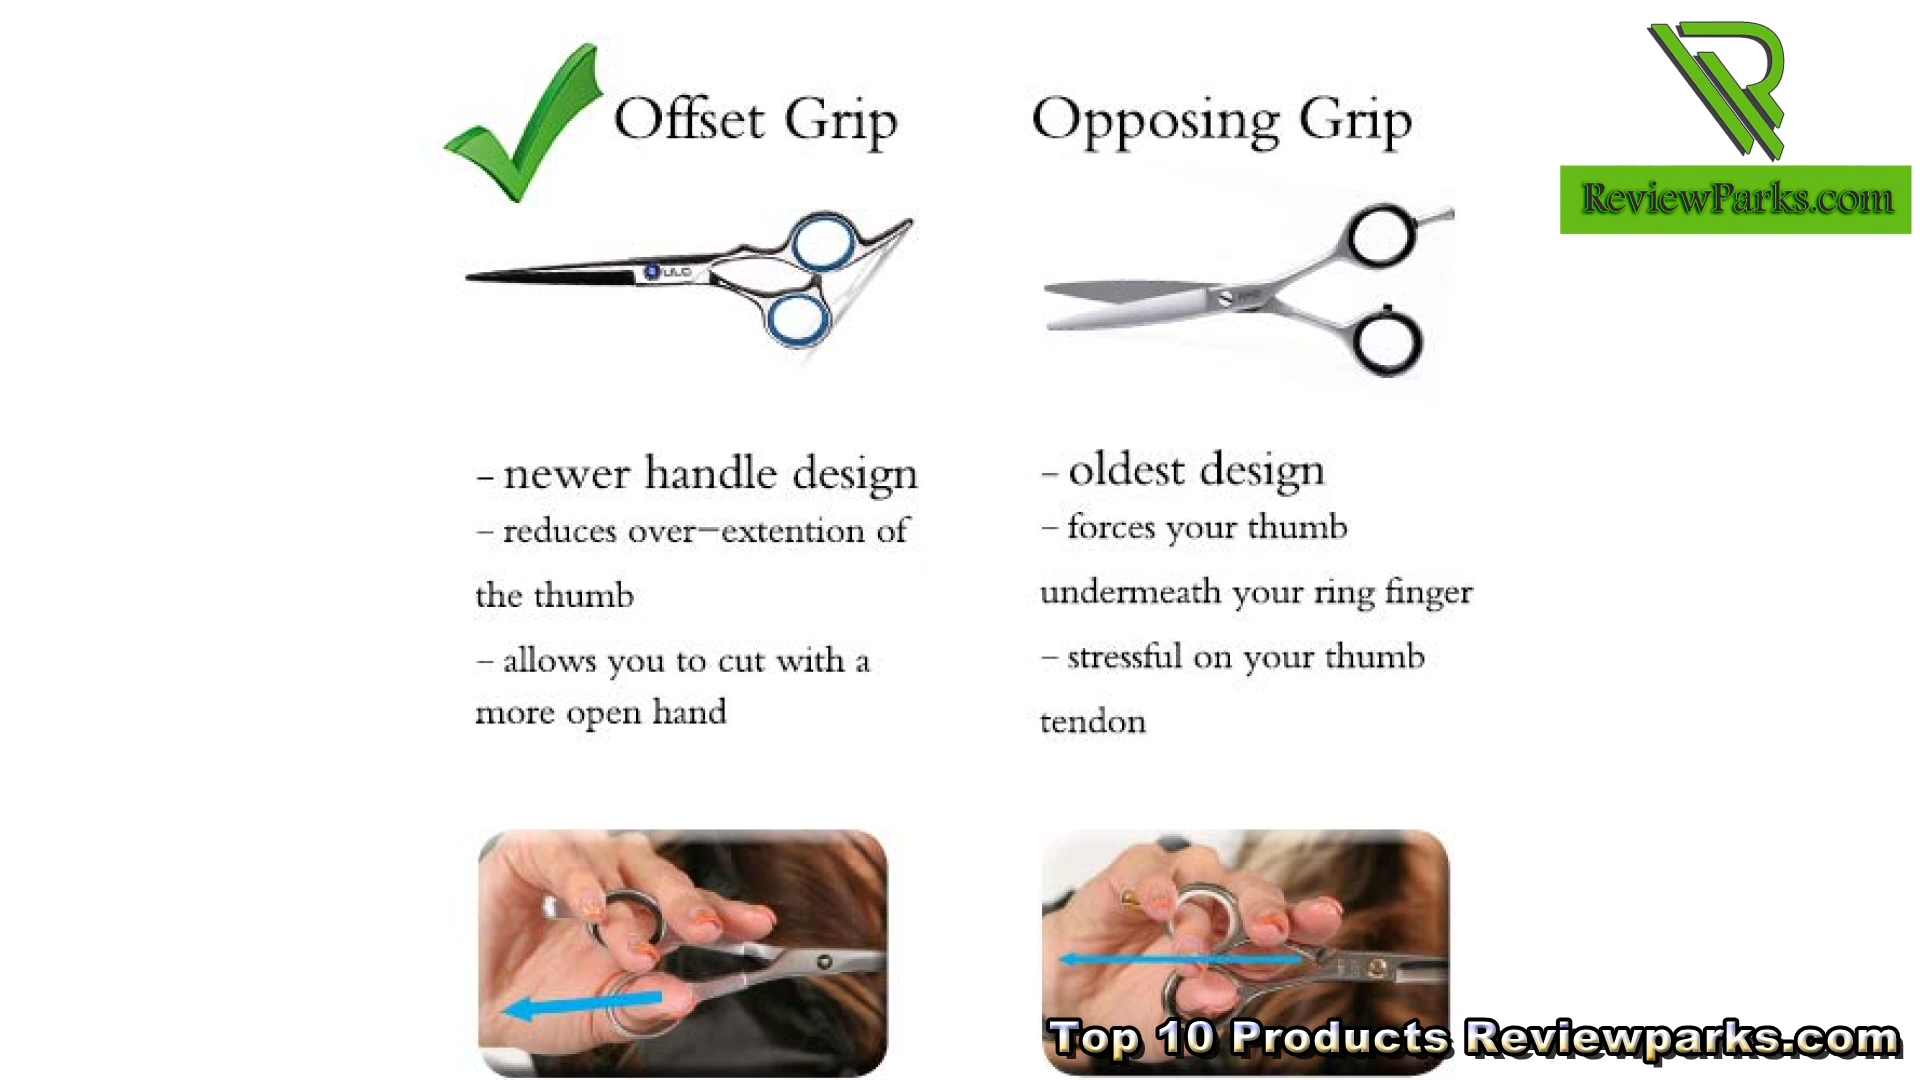 Offset Grip
Opposing Grip
ReviewParks.com
ULG
– newer handle design
– reduces over–extention of
the thumb
– allows you to cut with a
more open hand
– oldest design
– forces your thumb
underneath your ring finger
– stressful on your thumb
tendon
Top 10 Products Reviewparks.com